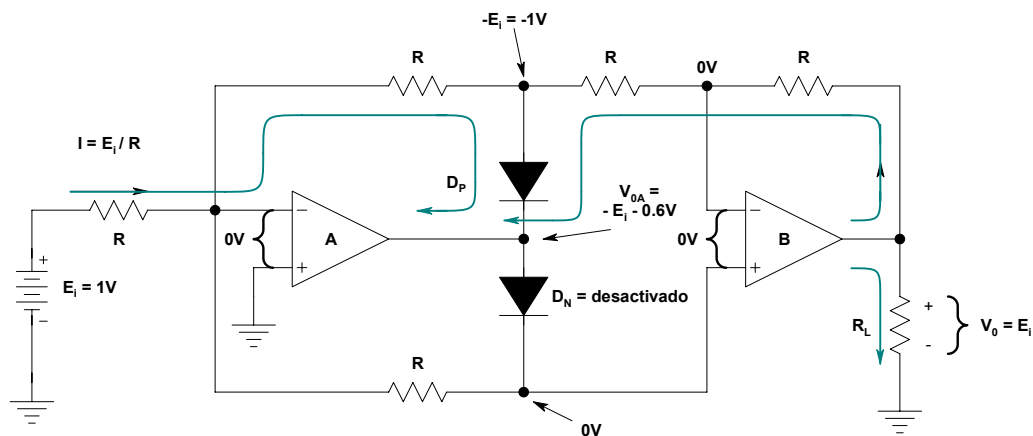 -Ei = -1V
R
R
0V
R
I = Ei / R
DP
V0A =
- Ei - 0.6V
R
0V
−
A
+
0V
−
B
+
+
Ei = 1V
−
DN = desactivado
RL
+
-
V0 = Ei
R
0V